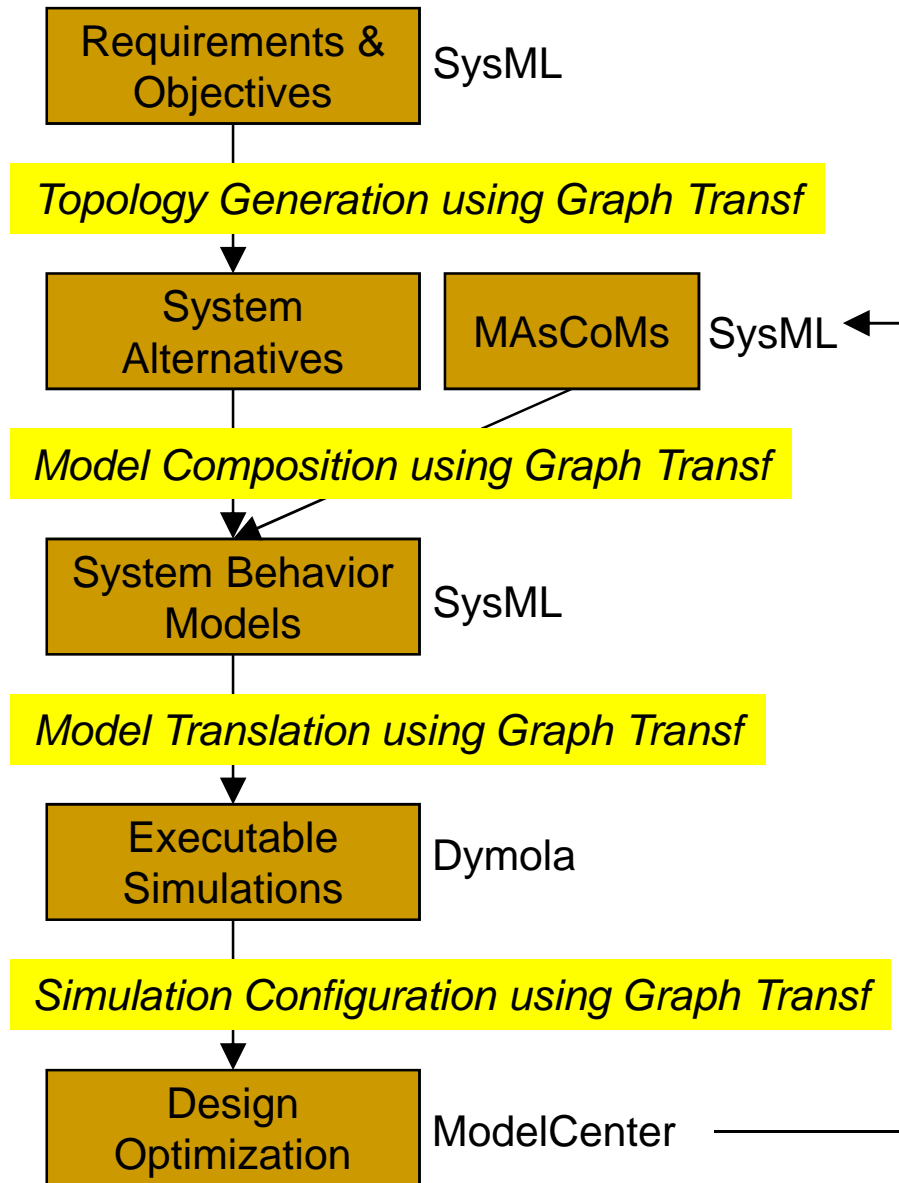 Requirements &
Objectives
SysML
Topology Generation using Graph Transf
System
Alternatives
MAsCoMs
SysML
Model Composition using Graph Transf
System Behavior
Models
SysML
Model Translation using Graph Transf
Executable
Simulations
Dymola
Simulation Configuration using Graph Transf
Design
Optimization
ModelCenter